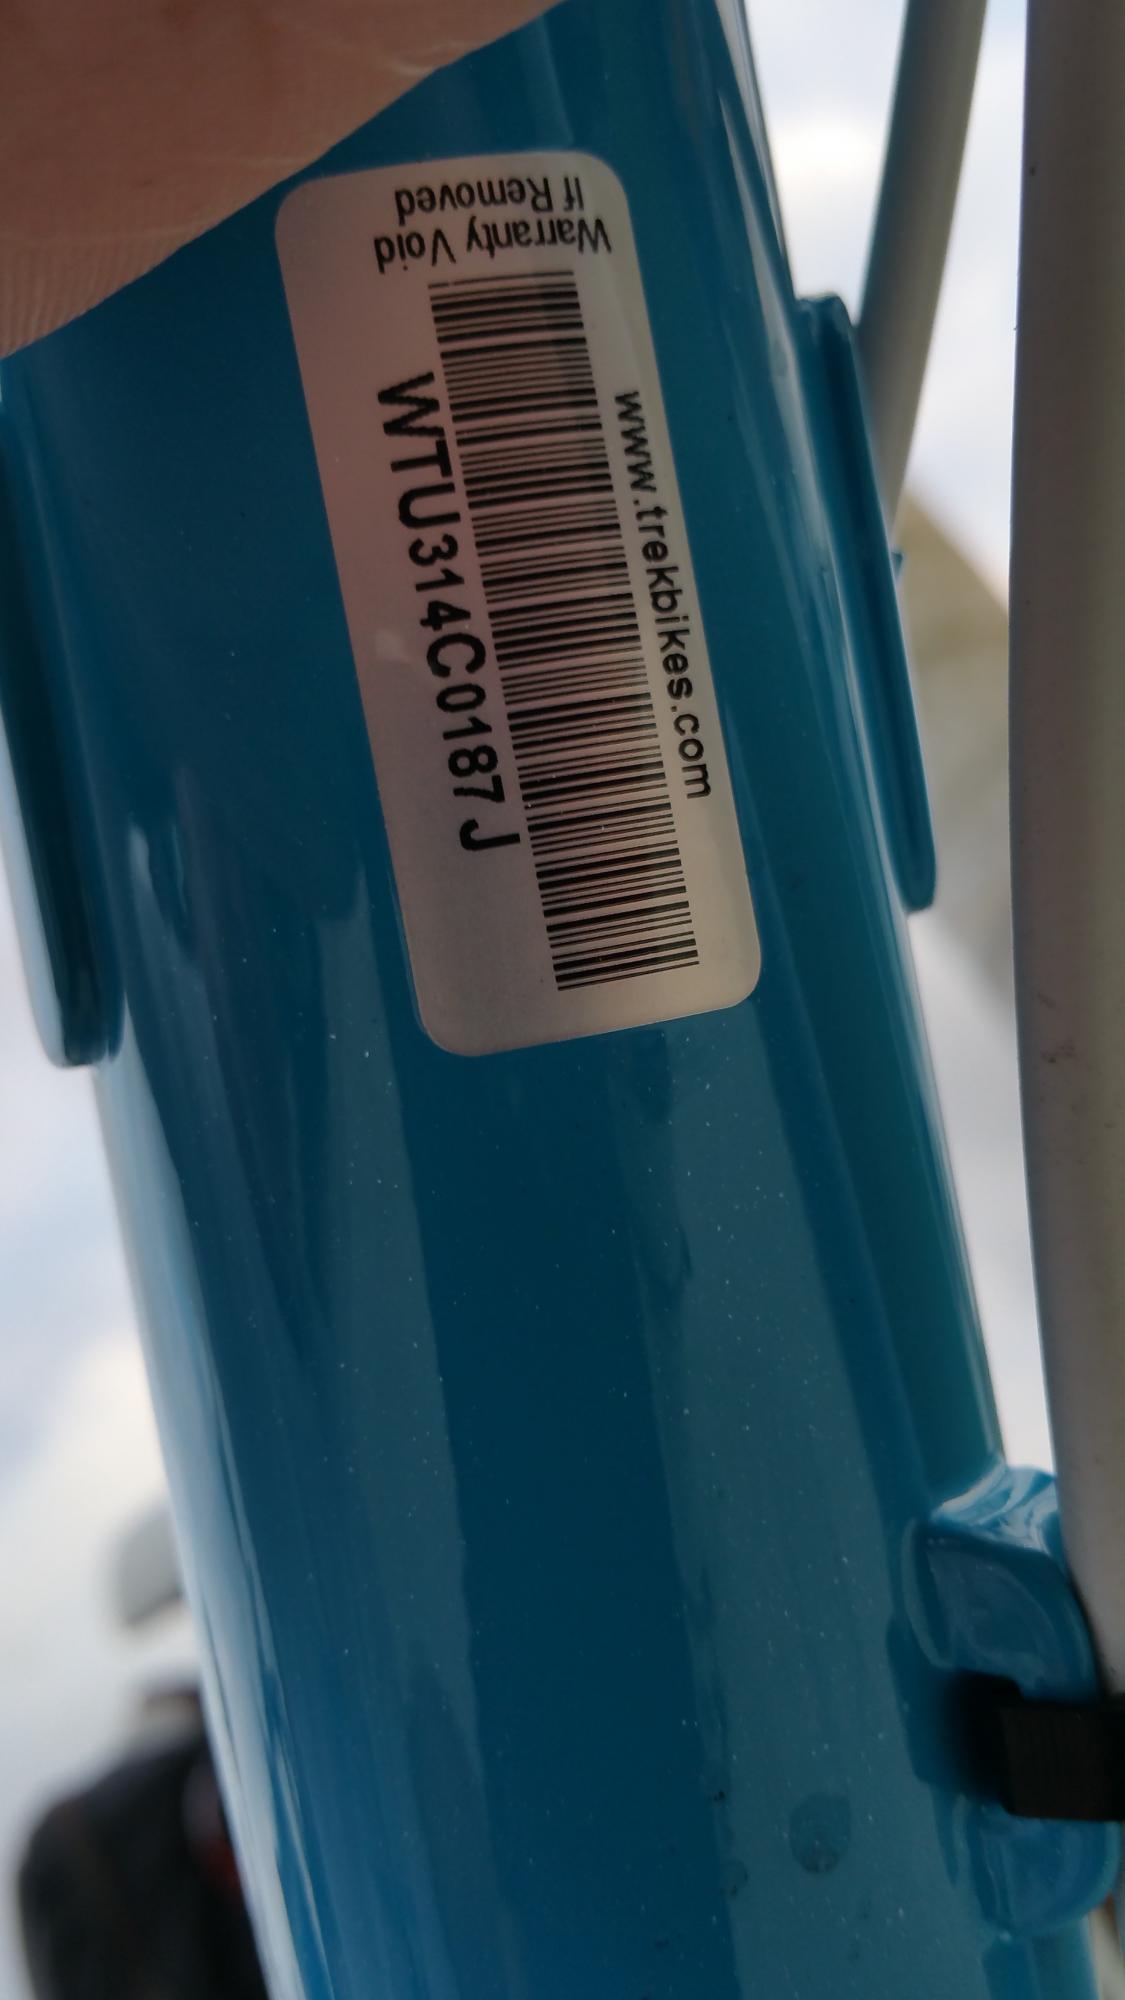 Warranty Void
If Removed
www.trekbikes.com
WTU314C0187J